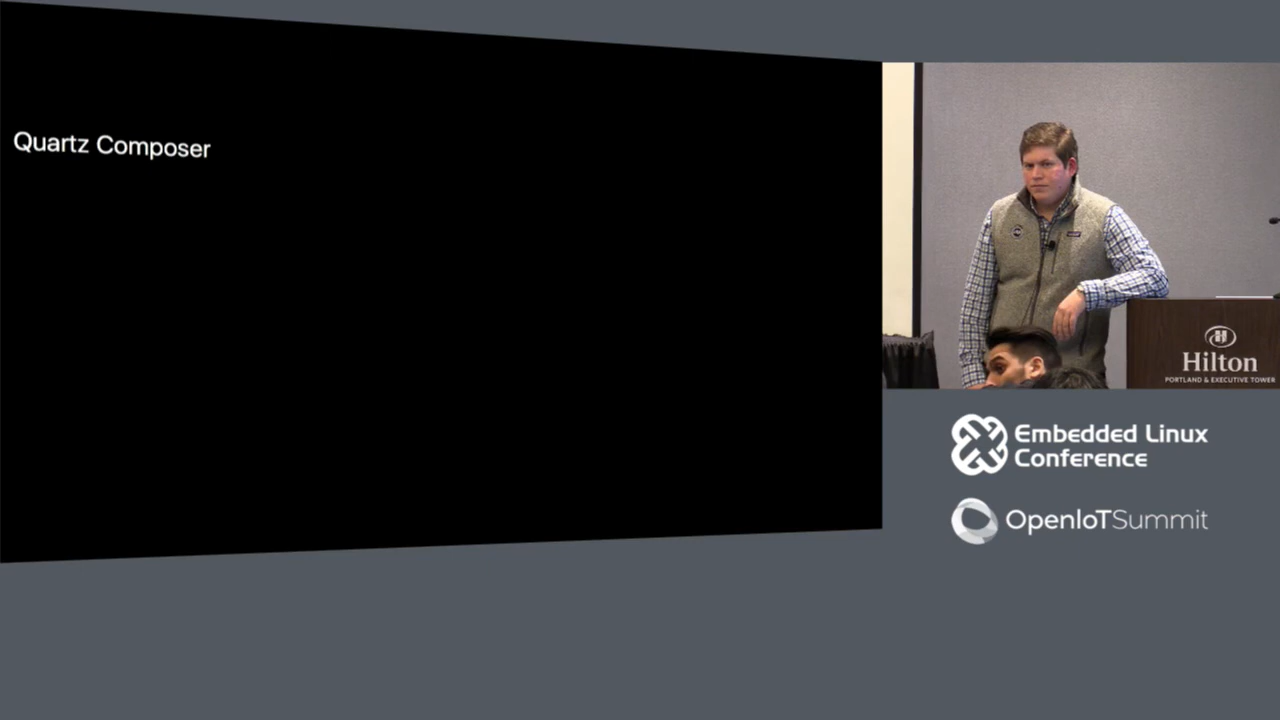 Quartz Composer
Hilton
PORTLAND & EXECUTIVE TOWER
Embedded Linux
Conference
OpenIoTSummit